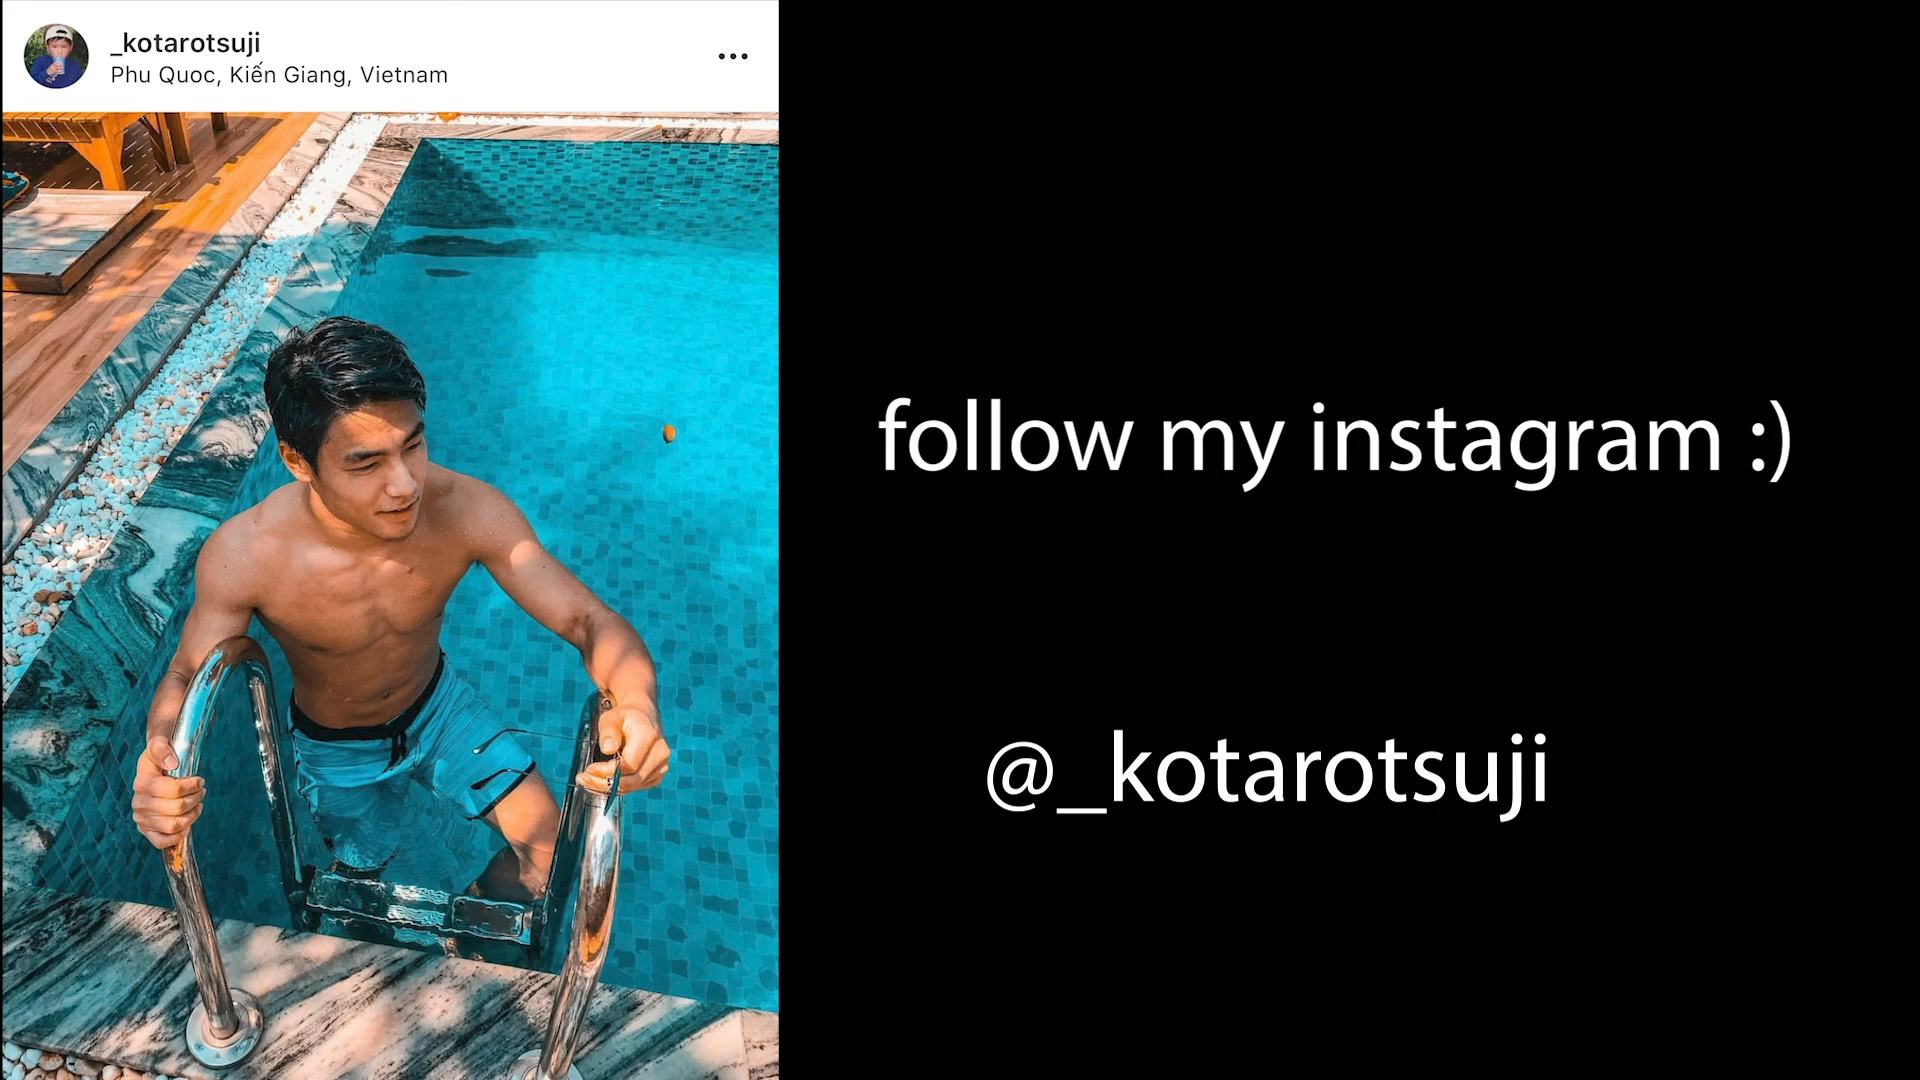 _kotarotsuji
Phu Quoc, Kiến Giang, Vietnam
follow my instagram :)
@_kotarotsuji